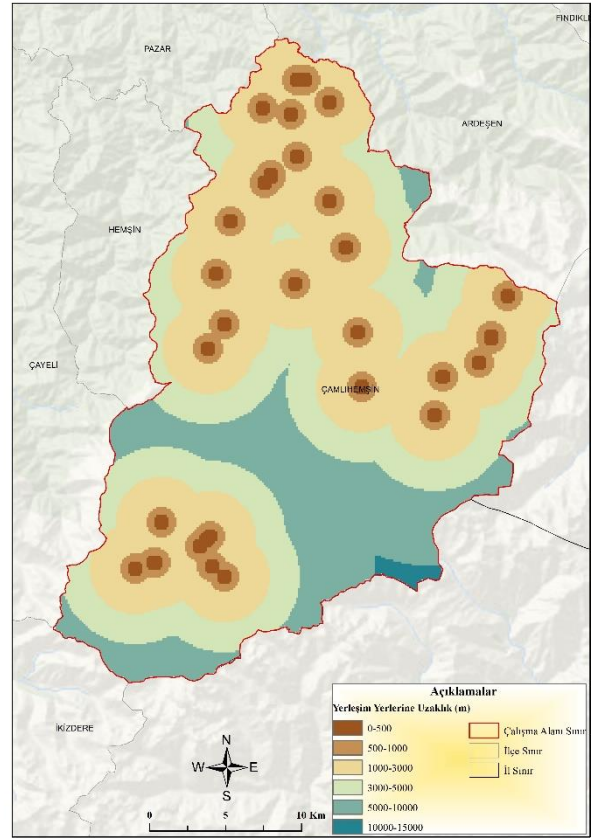 FINDIKLI
PAZAR
ARDEŞEN
HEMŞİN
ÇAYELİ
ÇAMLIHEMŞİN
İKİZDERE
N
W E
S
0 5 10 Km
Açıklamalar
Yerleşim Yerlerine Uzaklık (m)
0-500
500-1000
1000-3000
3000-5000
5000-10000
10000-15000
Çalışma Alanı Sınır
İlçe Sınır
İl Sınır